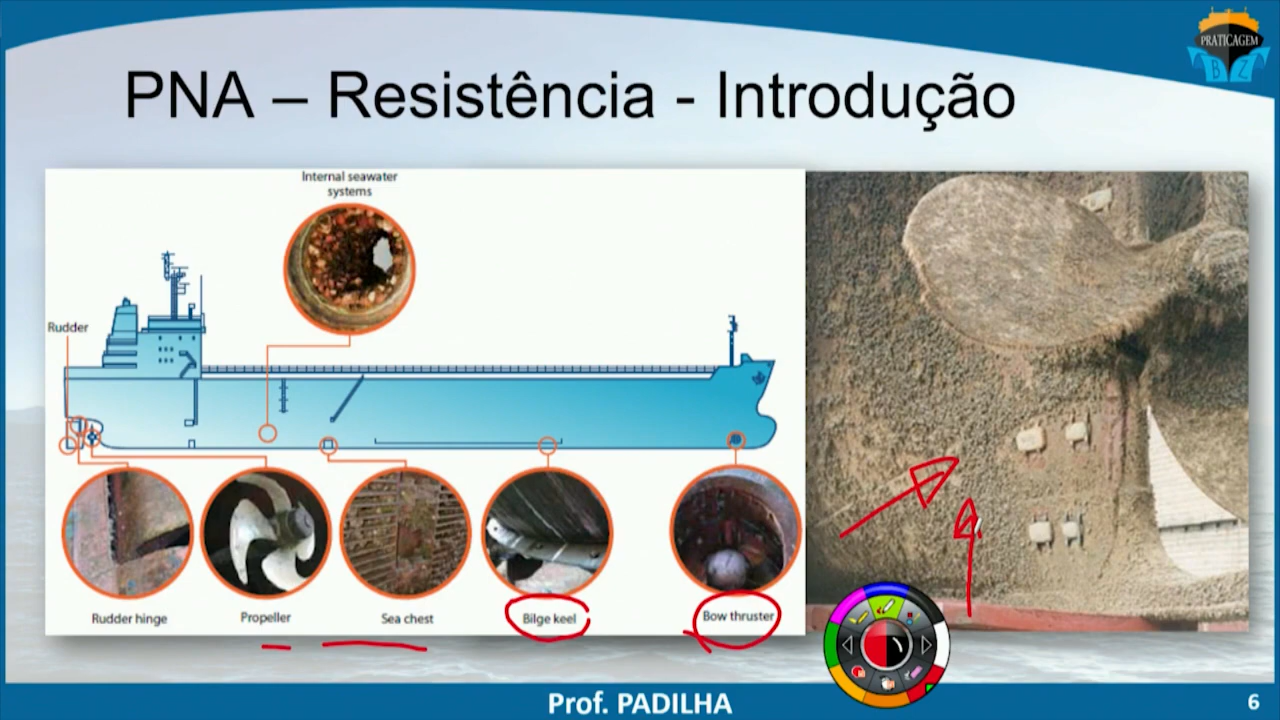 PRATICAGEM
BZ
PNA – Resistência - Introdução
Internal seawater
systems
Rudder
Rudder hinge
Propeller
Sea chest
Bilge keel
Bow thruster
Prof. PADILHA
6